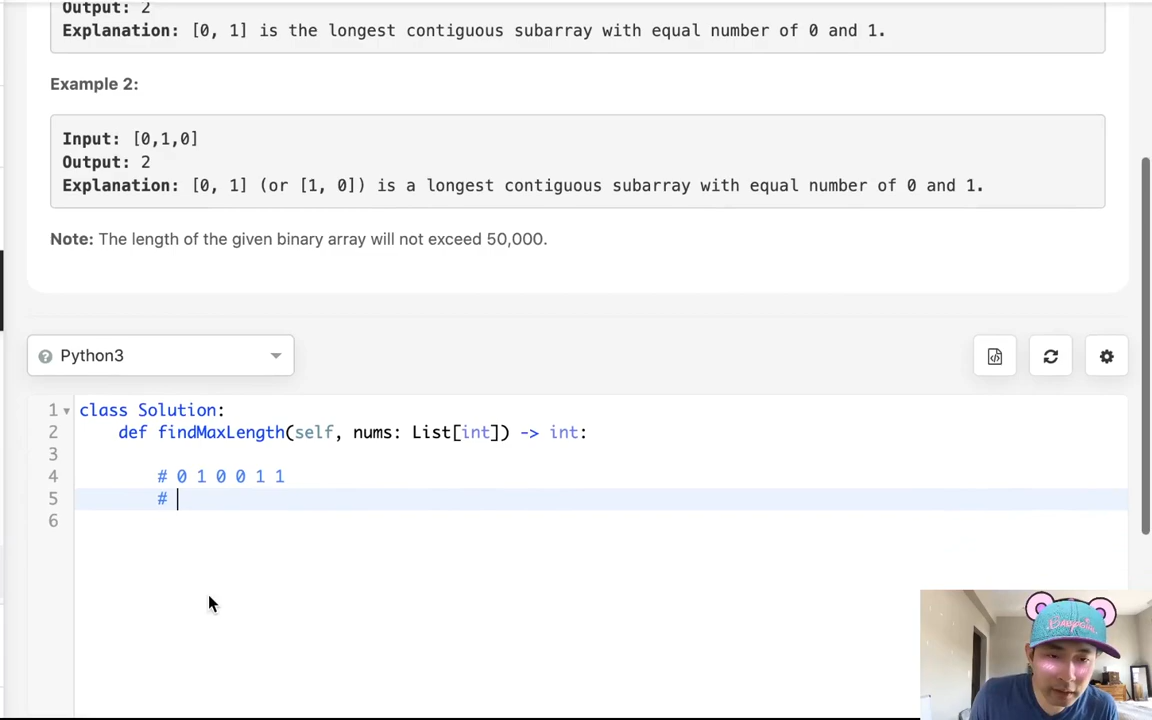 Output: 2
Explanation: [0, 1] is the longest contiguous subarray with equal number of 0 and 1.
Example 2:
Input: [0,1,0]
Output: 2
Explanation: [0, 1] (or [1, 0]) is a longest contiguous subarray with equal number of 0 and 1.
Note: The length of the given binary array will not exceed 50,000.
Python3
1 class Solution:
2 def findMaxLength(self, nums: List[int]) -> int:
3
4 # 0 1 0 0 1 1
5 #
6